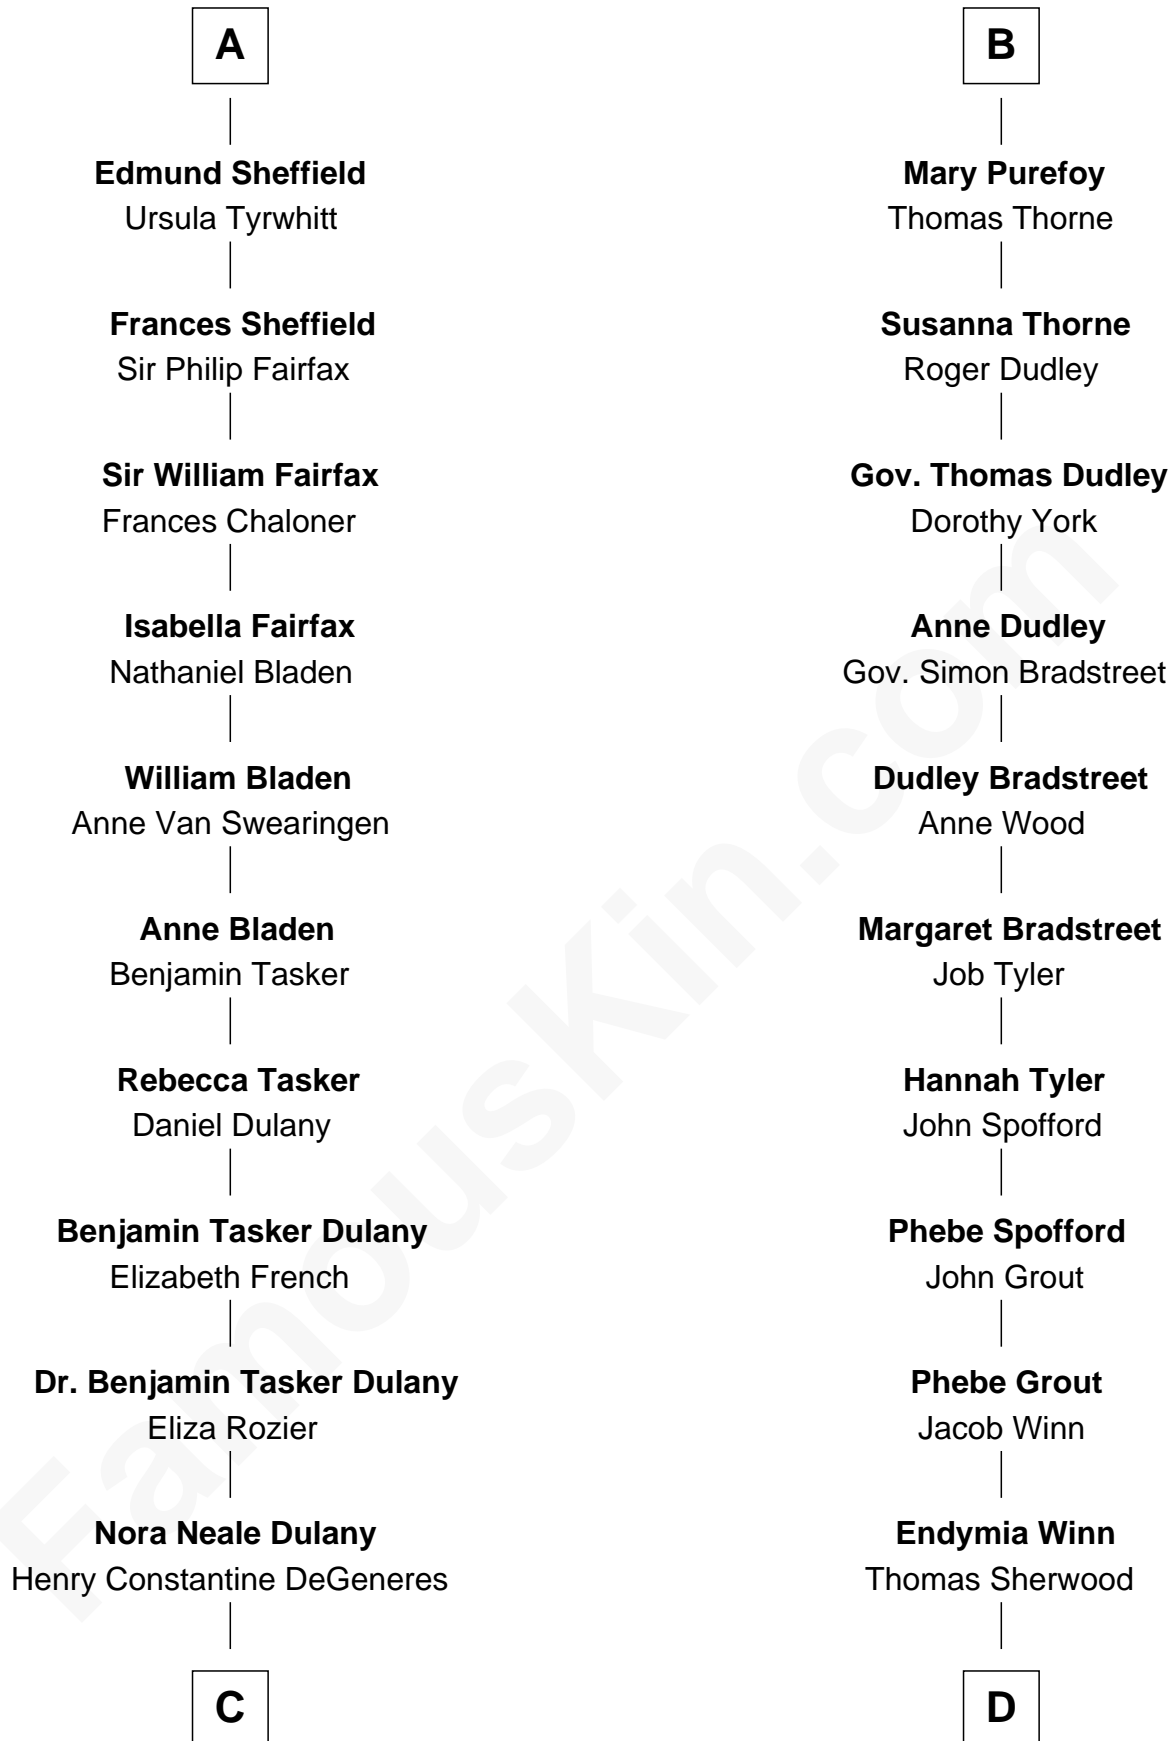 A
Edmund Sheffield
Ursula Tyrwhitt
Frances Sheffield
Sir Philip Fairfax
Sir William Fairfax
Frances Chaloner
Isabella Fairfax
Nathaniel Bladen
William Bladen
Anne Van Swearingen
Anne Bladen
Benjamin Tasker
Rebecca Tasker
Daniel Dulany
Benjamin Tasker Dulany
Elizabeth French
Dr. Benjamin Tasker Dulany
Eliza Rozier
Nora Neale Dulany
Henry Constantine DeGeneres
C
B
Mary Purefoy
Thomas Thorne
Susanna Thorne
Roger Dudley
Gov. Thomas Dudley
Dorothy York
Anne Dudley
Gov. Simon Bradstreet
Dudley Bradstreet
Anne Wood
Margaret Bradstreet
Job Tyler
Hannah Tyler
John Spofford
Phebe Spofford
John Grout
Phebe Grout
Jacob Winn
Endymia Winn
Thomas Sherwood
D
FamousKin.com